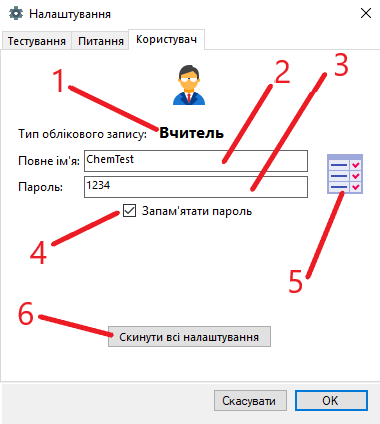 Налаштування
Тестування Питання Користувач
1 2 3
Тип облікового запису: Вчитель
Повне ім'я: ChemTest
Пароль: 1234
4 Запам'ятати пароль 5
6 Скинути всі налаштування
Скасувати OK